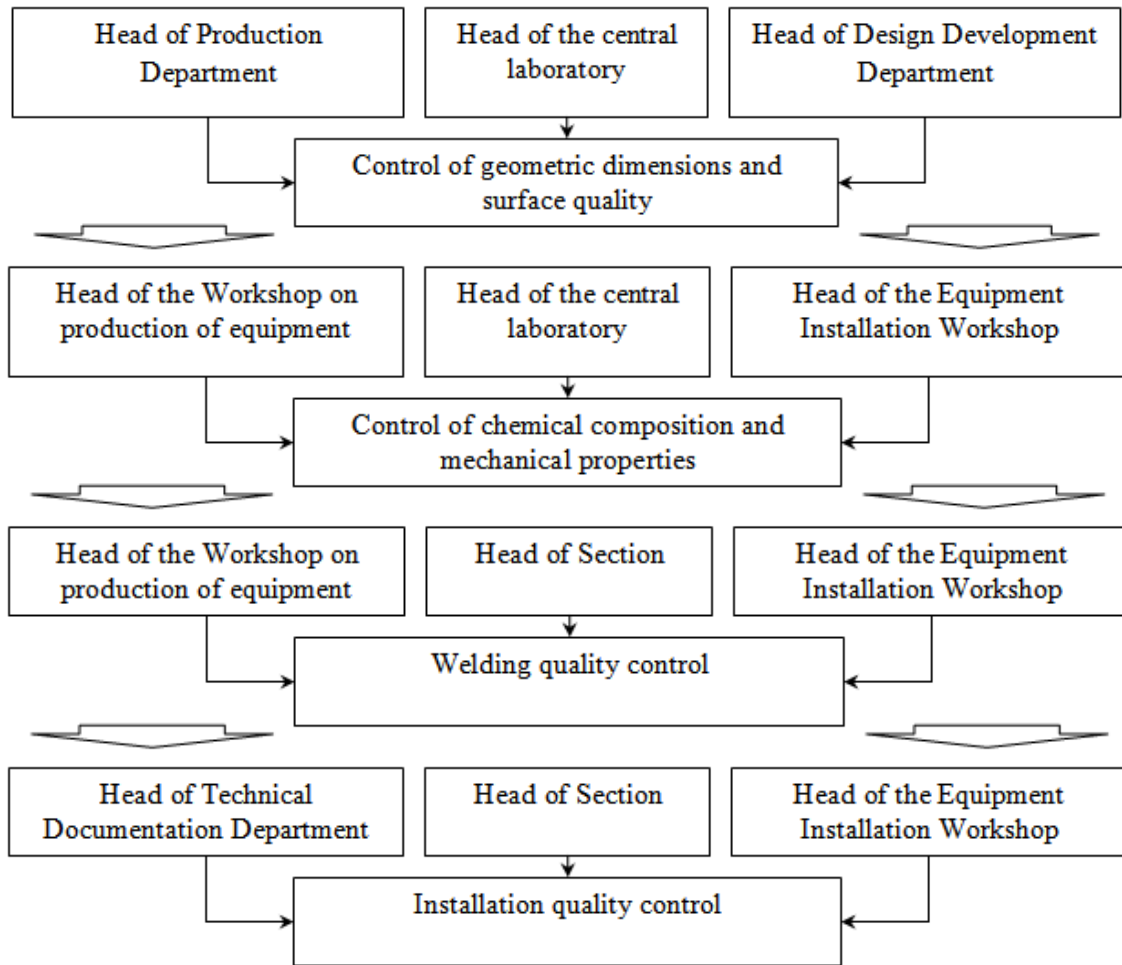 Head of Production
Department
Head of the central
laboratory
Head of Design Development
Department
Control of geometric dimensions and
surface quality
Head of the Workshop on
production of equipment
Head of the central
laboratory
Head of the Equipment
Installation Workshop
Control of chemical composition and
mechanical properties
Head of the Workshop on
production of equipment
Head of Section
Head of the Equipment
Installation Workshop
Welding quality control
Head of Technical
Documentation Department
Head of Section
Head of the Equipment
Installation Workshop
Installation quality control